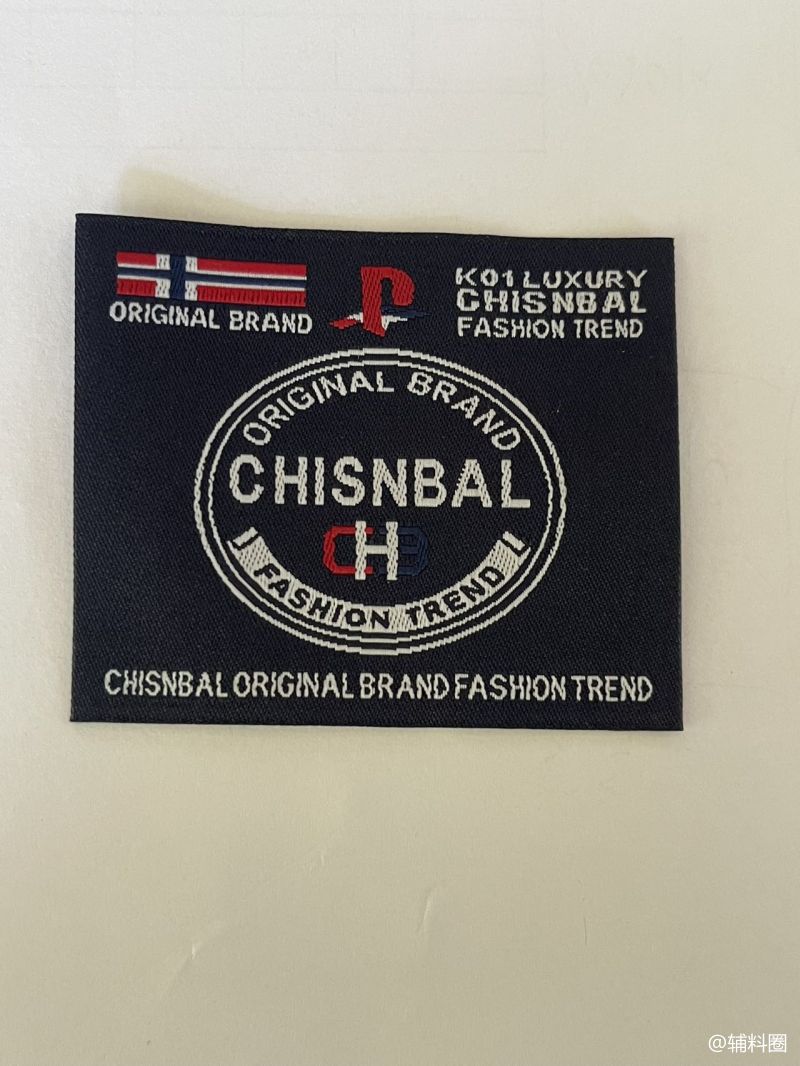 ORIGINAL BRAND
K01 LUXURY
CHISNBAL
FASHION TREND
ORIGINAL BRAND
CHISNBAL
CHB
FASHION TREND
CHISNBAL ORIGINAL BRAND FASHION TREND
@辅料圈